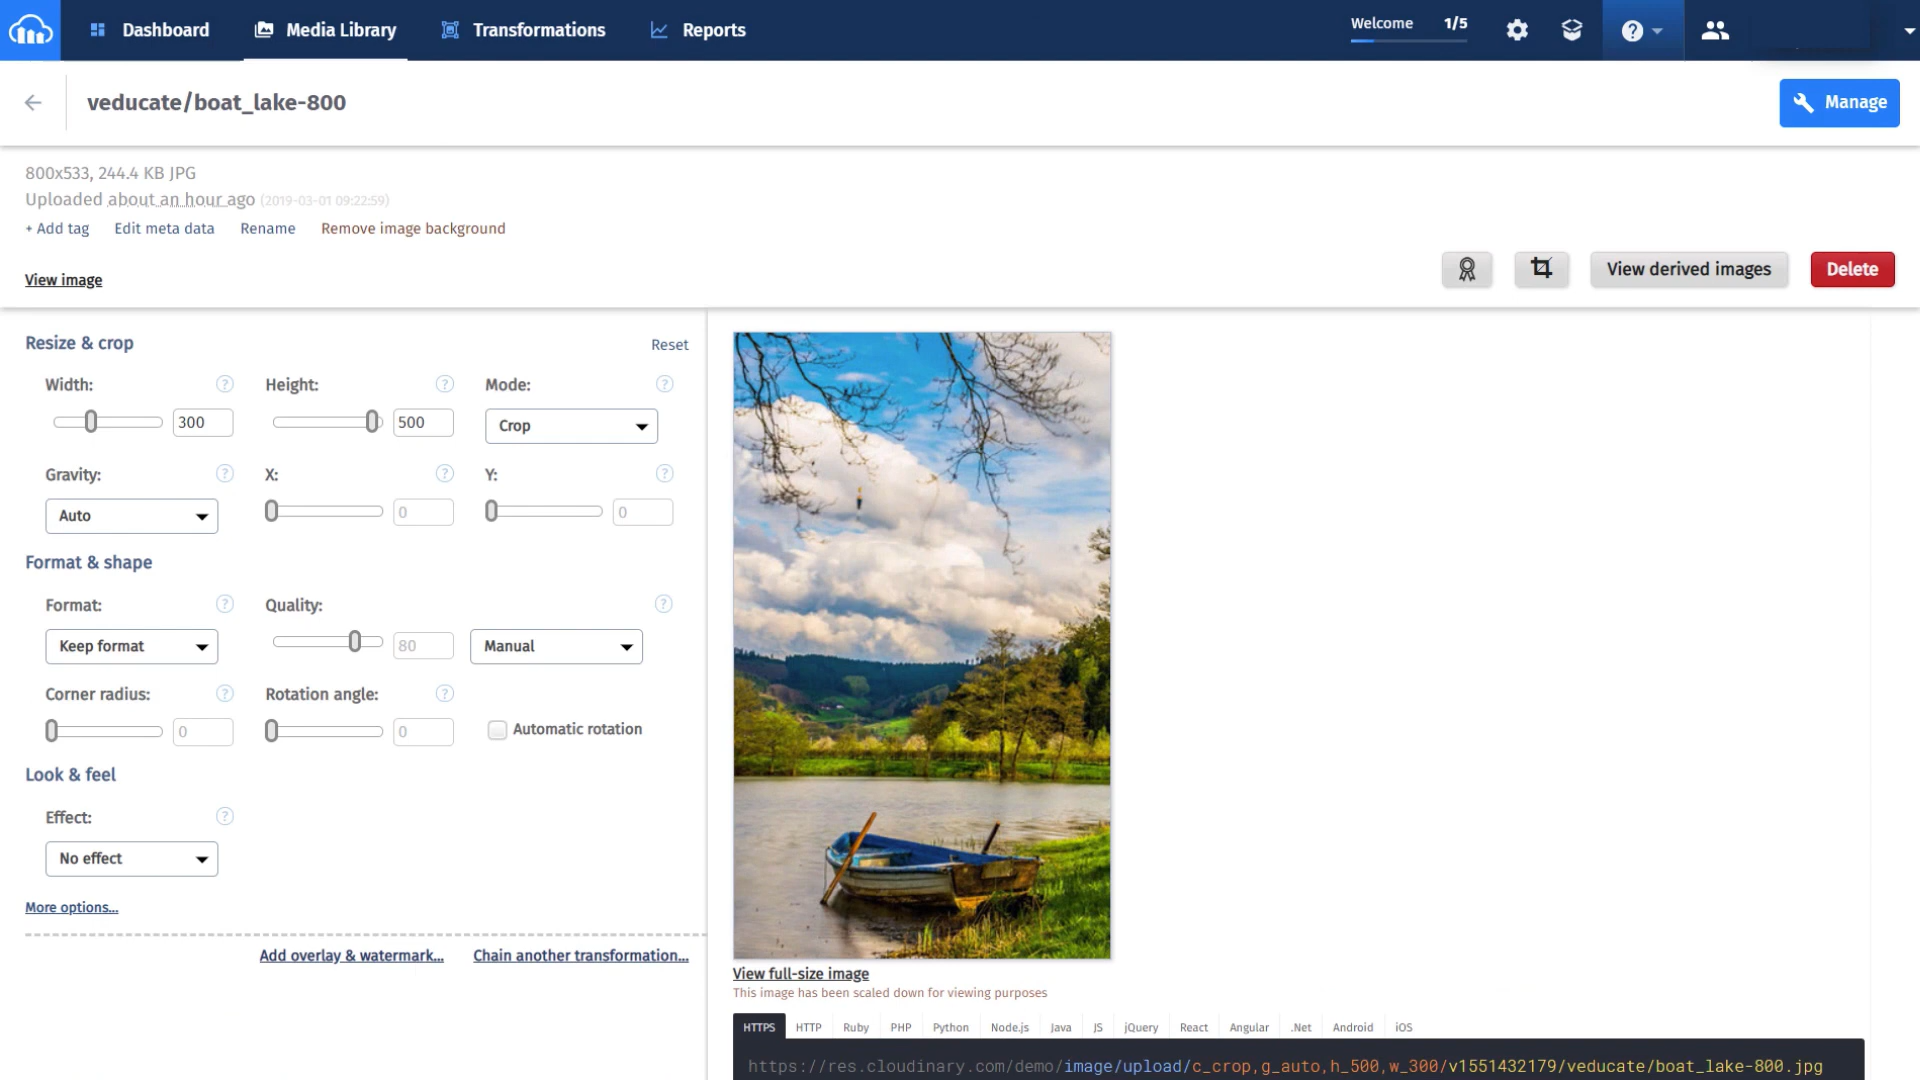 Dashboard
Media Library
Transformations
Reports
Welcome 1/5
veducate/boat_lake-800
Manage
800x533, 244.4 KB JPG
Uploaded about an hour ago (2019-03-01 09:22:59)
+ Add tag
Edit meta data
Rename
Remove image background
View image
View derived images
Delete
Resize & crop
Reset
Width: ?
Height: ?
Mode: ?
300
500
Crop
Gravity: ?
X: ?
Y: ?
Auto
0
0
Format & shape
Format: ?
Quality: ?
Keep format
80
Manual
Corner radius: ?
Rotation angle: ?
0
0
Automatic rotation
Look & feel
Effect: ?
No effect
More options...
Add overlay & watermark...
Chain another transformation...
View full-size image
This image has been scaled down for viewing purposes
HTTPS HTTP Ruby PHP Python Node.js Java JS jQuery React Angular .Net Android iOS
https://res.cloudinary.com/demo/image/upload/c_crop,g_auto,h_500,w_300/v1551432179/veducate/boat_lake-800.jpg